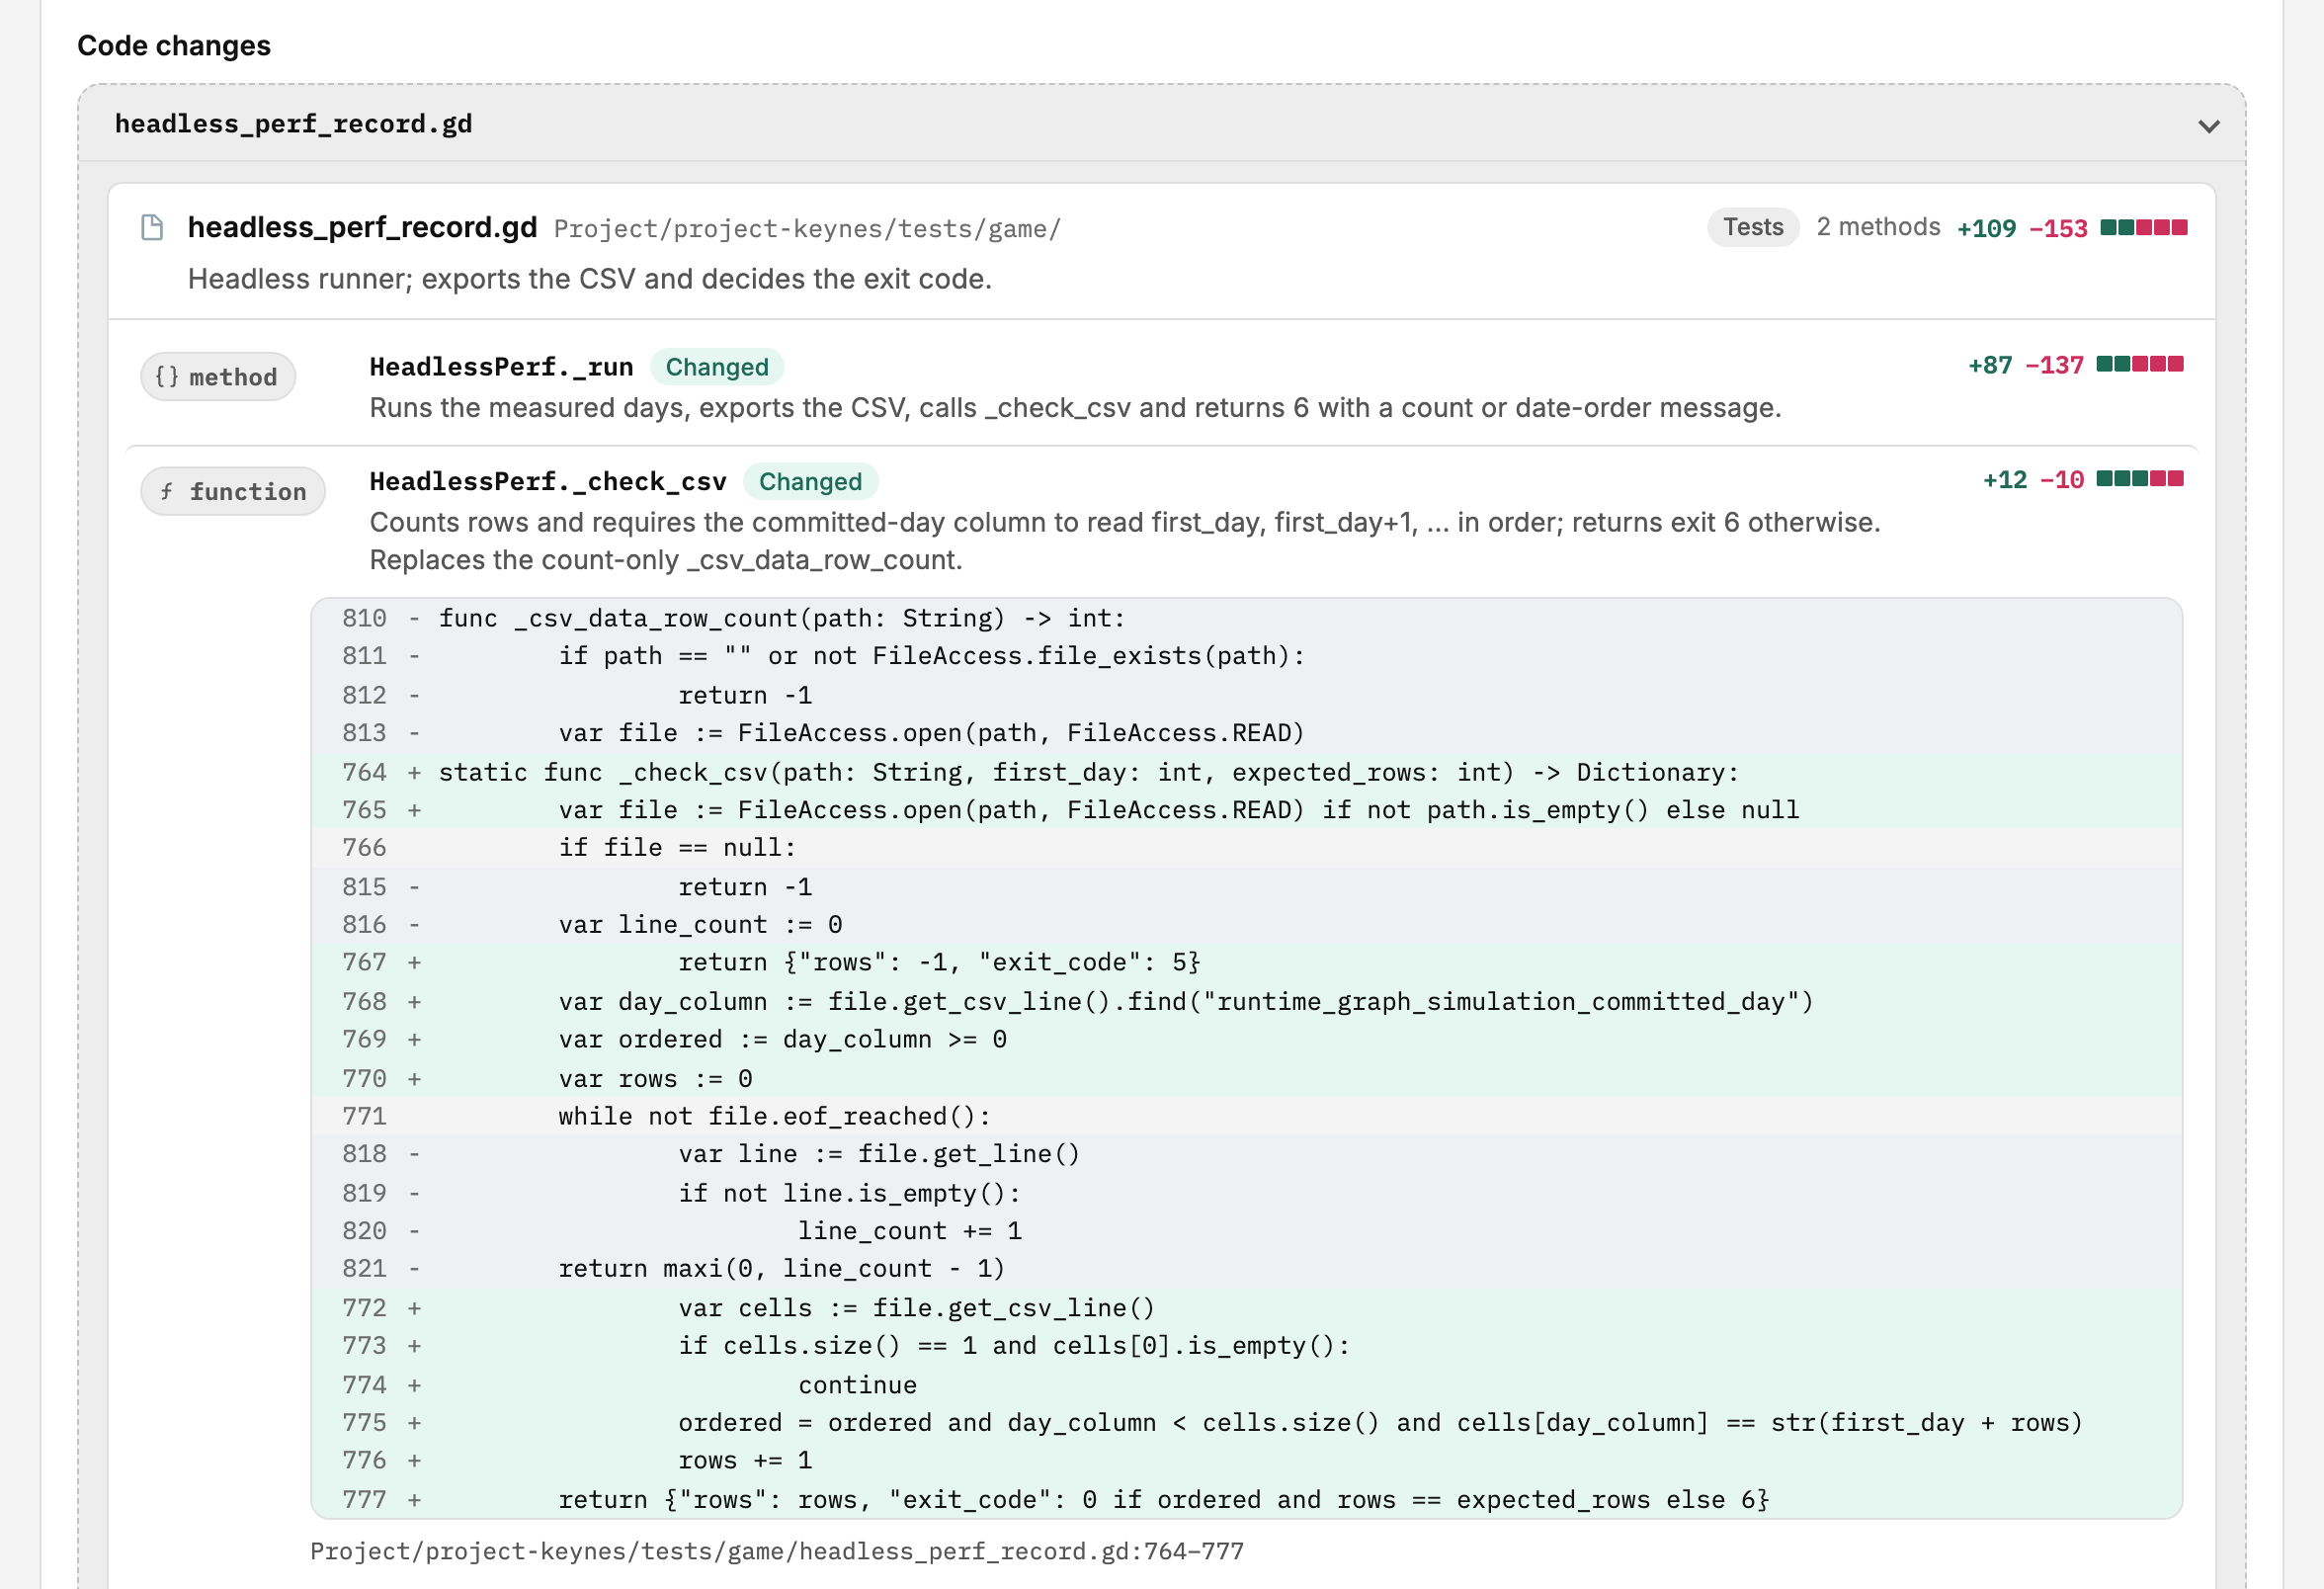 Code changes
headless_perf_record.gd
headless_perf_record.gd Project/project-keynes/tests/game/ Tests 2 methods +109 −153
Headless runner; exports the CSV and decides the exit code.
{} method HeadlessPerf._run Changed +87 −137
Runs the measured days, exports the CSV, calls _check_csv and returns 6 with a count or date-order message.
ƒ function HeadlessPerf._check_csv Changed +12 −10
Counts rows and requires the committed-day column to read first_day, first_day+1, ... in order; returns exit 6 otherwise.
Replaces the count-only _csv_data_row_count.
810 - func _csv_data_row_count(path: String) -> int:
811 - if path == "" or not FileAccess.file_exists(path):
812 - return -1
813 - var file := FileAccess.open(path, FileAccess.READ)
764 + static func _check_csv(path: String, first_day: int, expected_rows: int) -> Dictionary:
765 + var file := FileAccess.open(path, FileAccess.READ) if not path.is_empty() else null
766 if file == null:
815 - return -1
816 - var line_count := 0
767 + return {"rows": -1, "exit_code": 5}
768 + var day_column := file.get_csv_line().find("runtime_graph_simulation_committed_day")
769 + var ordered := day_column >= 0
770 + var rows := 0
771 while not file.eof_reached():
818 - var line := file.get_line()
819 - if not line.is_empty():
820 - line_count += 1
821 - return maxi(0, line_count - 1)
772 + var cells := file.get_csv_line()
773 + if cells.size() == 1 and cells[0].is_empty():
774 + continue
775 + ordered = ordered and day_column < cells.size() and cells[day_column] == str(first_day + rows)
776 + rows += 1
777 + return {"rows": rows, "exit_code": 0 if ordered and rows == expected_rows else 6}
Project/project-keynes/tests/game/headless_perf_record.gd:764–777